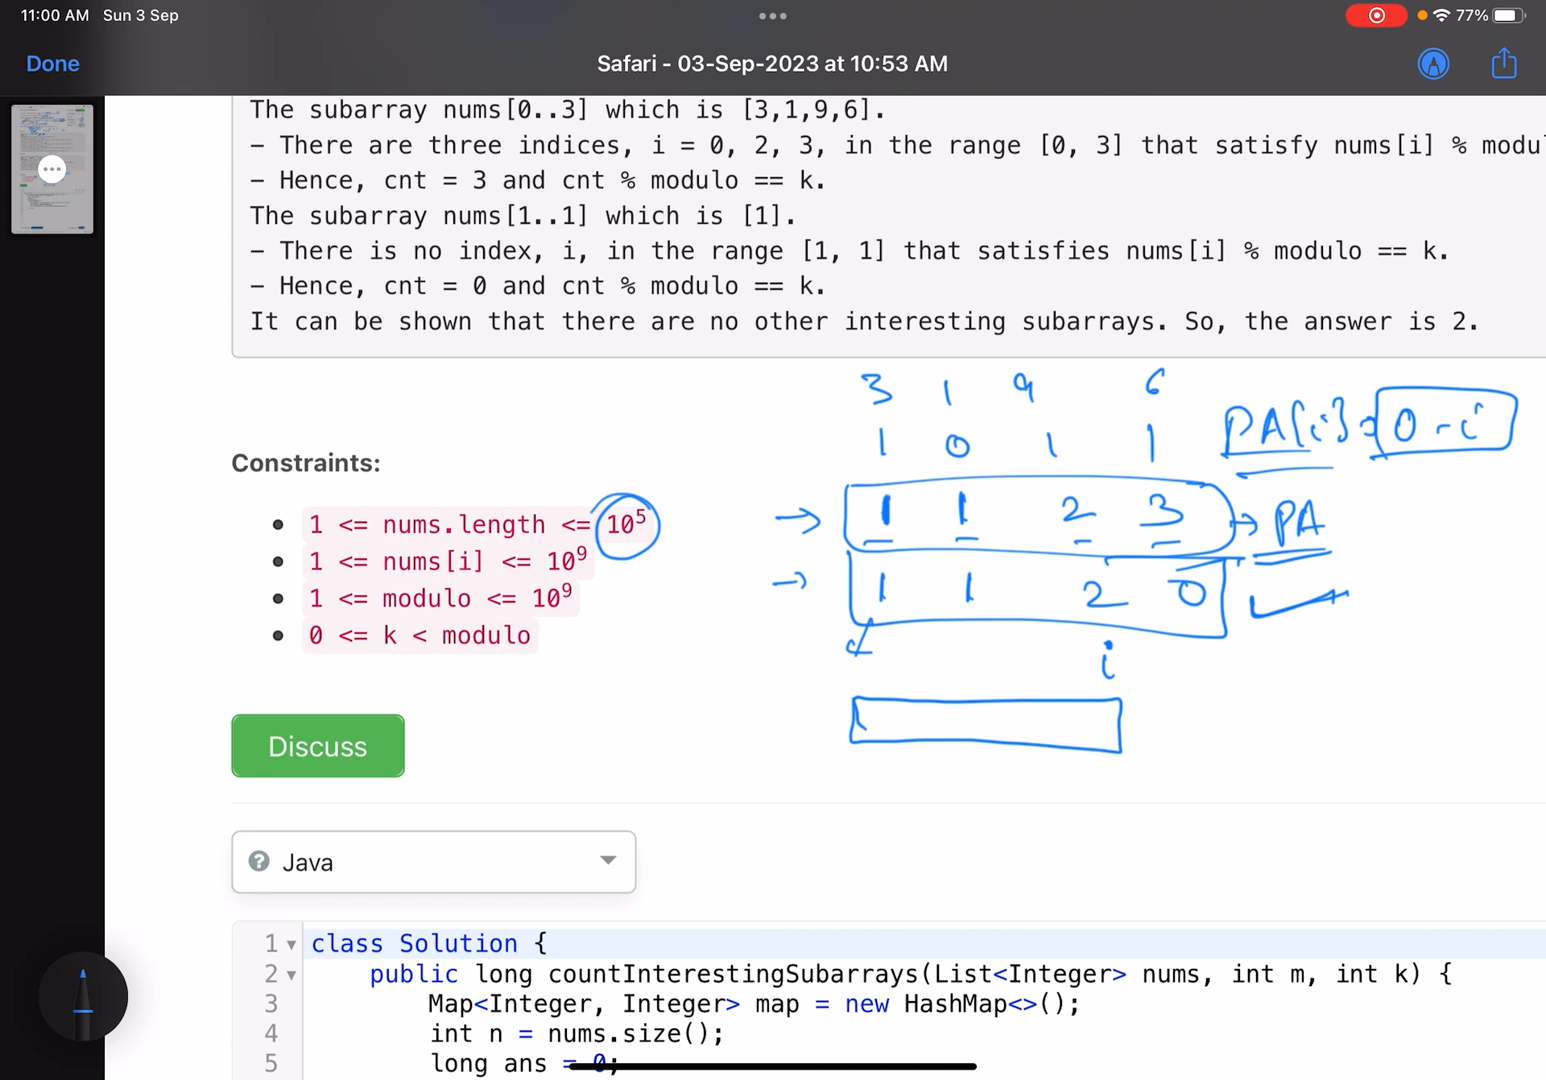 11:00 AM Sun 3 Sep
77%
Done
Safari - 03-Sep-2023 at 10:53 AM
The subarray nums[0..3] which is [3,1,9,6].
- There are three indices, i = 0, 2, 3, in the range [0, 3] that satisfy nums[i] % modu
- Hence, cnt = 3 and cnt % modulo == k.
The subarray nums[1..1] which is [1].
- There is no index, i, in the range [1, 1] that satisfies nums[i] % modulo == k.
- Hence, cnt = 0 and cnt % modulo == k.
It can be shown that there are no other interesting subarrays. So, the answer is 2.
3 1 9 6
1 0 1 1 PA[i] = 0 - i
Constraints:
1 1 2 3 → PA
1 1 2 0
i
1 <= nums.length <= 10⁵
1 <= nums[i] <= 10⁹
1 <= modulo <= 10⁹
0 <= k < modulo
Discuss
Java
1 class Solution {
2 public long countInterestingSubarrays(List<Integer> nums, int m, int k) {
3 Map<Integer, Integer> map = new HashMap<>();
4 int n = nums.size();
5 long ans = 0;